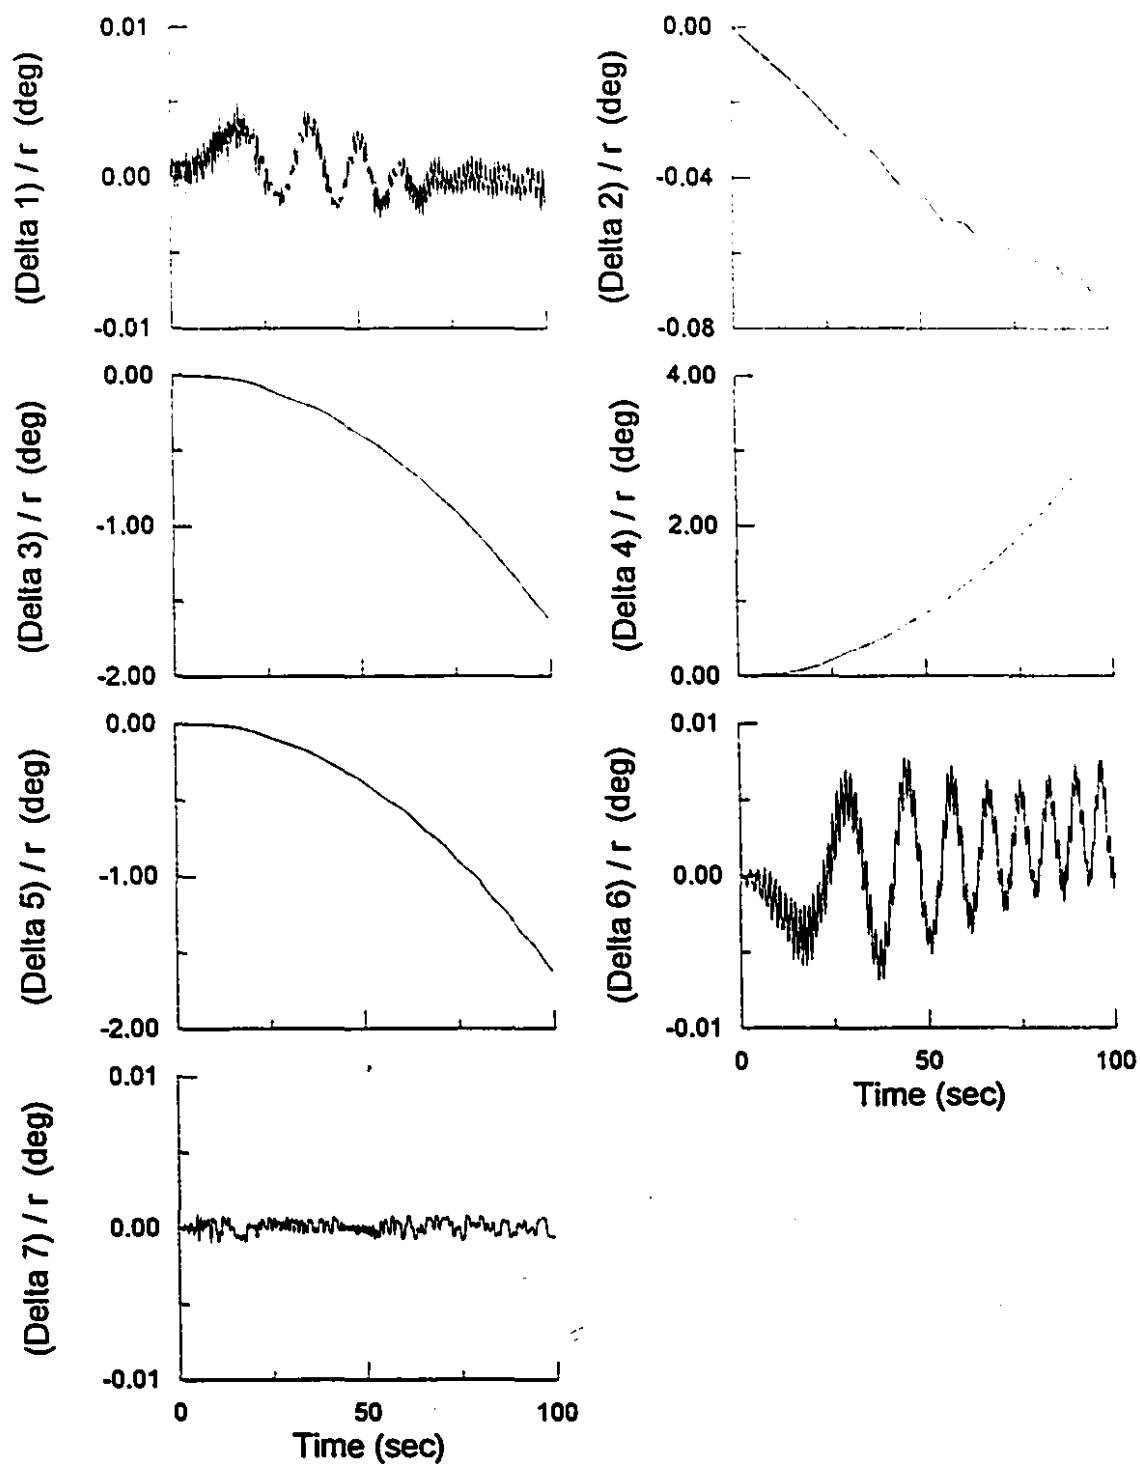 (Delta 1) / r (deg)
0.01
0.00
-0.01
(Delta 2) / r (deg)
0.00
-0.04
-0.08
(Delta 3) / r (deg)
0.00
-1.00
-2.00
(Delta 4) / r (deg)
4.00
2.00
0.00
(Delta 5) / r (deg)
0.00
-1.00
-2.00
(Delta 6) / r (deg)
0.01
0.00
-0.01
0 50 100
Time (sec)
(Delta 7) / r (deg)
0.01
0.00
-0.01
0 50 100
Time (sec)